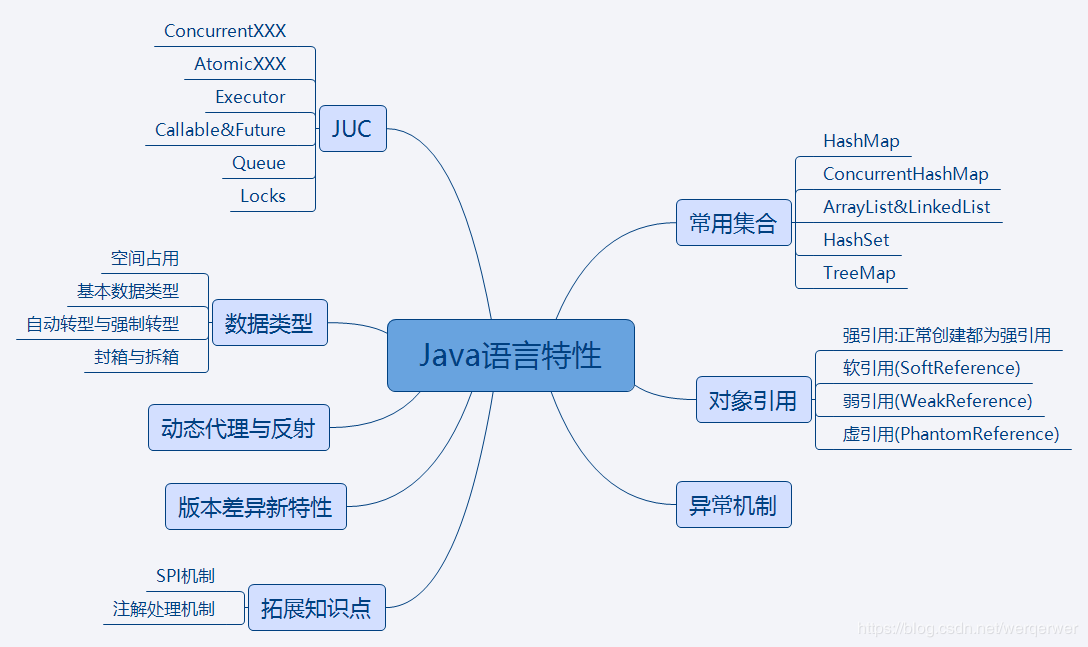 Java语言特性
JUC
ConcurrentXXX
AtomicXXX
Executor
Callable&Future
Queue
Locks
数据类型
空间占用
基本数据类型
自动转型与强制转型
封箱与拆箱
动态代理与反射
版本差异新特性
拓展知识点
SPI机制
注解处理机制
常用集合
HashMap
ConcurrentHashMap
ArrayList&LinkedList
HashSet
TreeMap
对象引用
强引用:正常创建都为强引用
软引用(SoftReference)
弱引用(WeakReference)
虚引用(PhantomReference)
异常机制
https://blog.csdn.net/werqerwer